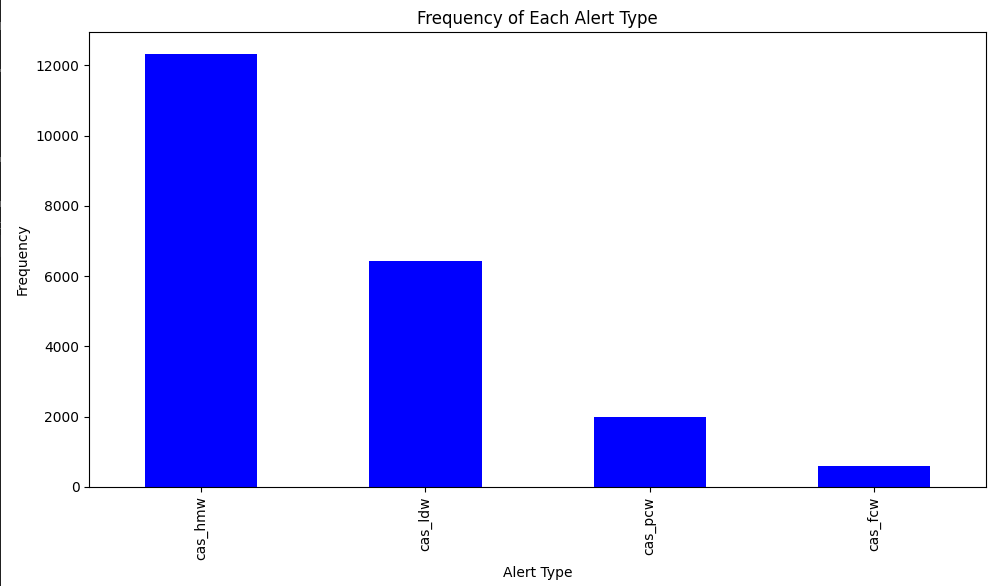 Frequency of Each Alert Type
12000
10000
8000
6000
4000
2000
0
Frequency
cas_hmw
cas_ldw
cas_pcw
cas_fcw
Alert Type